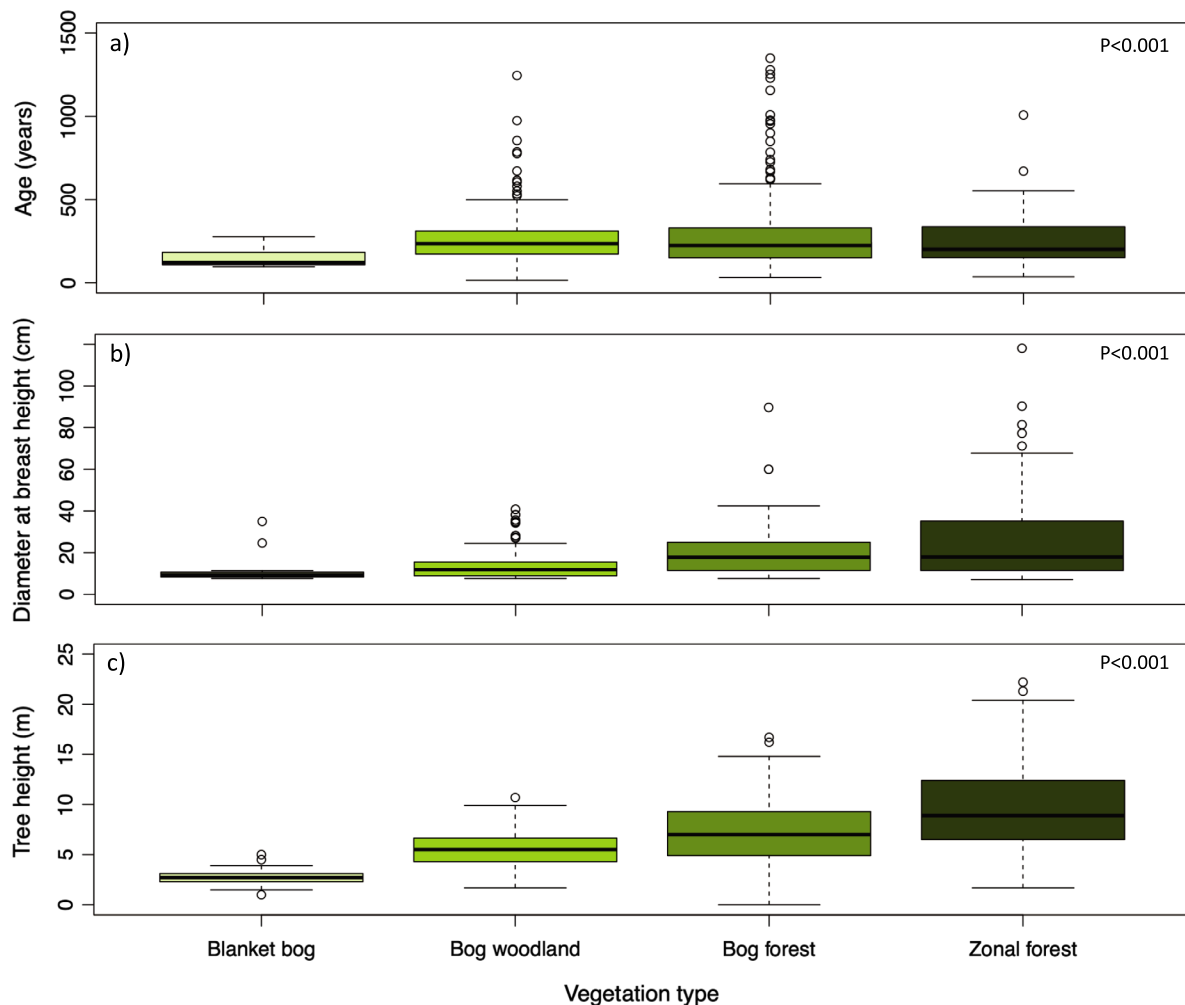 a)
P<0.001
Age (years)
1500
1000
500
0
b)
P<0.001
Diameter at breast height (cm)
100
80
60
40
20
0
c)
P<0.001
Tree height (m)
25
20
15
10
5
0
Blanket bog
Bog woodland
Bog forest
Zonal forest
Vegetation type